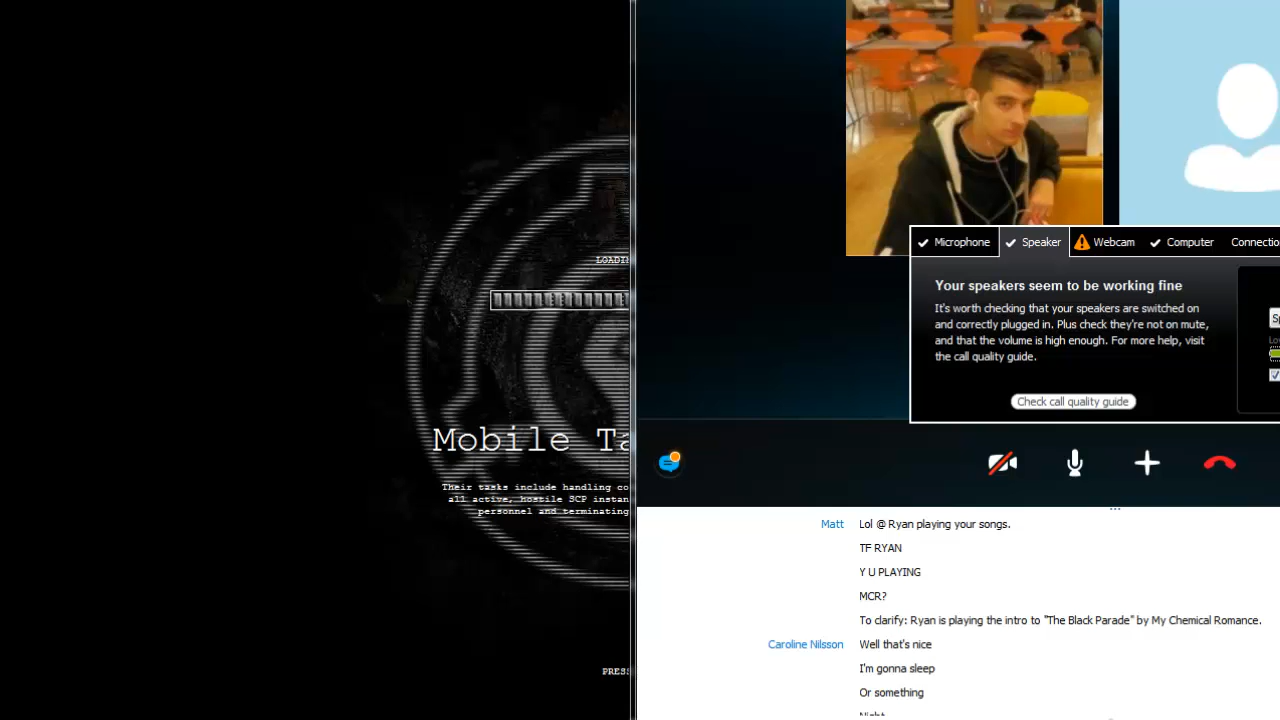 LOADIN
Mobile Ta
Their tasks include handling co
all active, hostile SCP instan
personnel and terminating
PRESS
Microphone
Speaker
Webcam
Computer
Connectio
Your speakers seem to be working fine
It's worth checking that your speakers are switched on
and correctly plugged in. Plus check they're not on mute,
and that the volume is high enough. For more help, visit
the call quality guide.
Sp
Lo
Check call quality guide
Matt Lol @ Ryan playing your songs.
TF RYAN
Y U PLAYING
MCR?
To clarify: Ryan is playing the intro to "The Black Parade" by My Chemical Romance.
Caroline Nilsson Well that's nice
I'm gonna sleep
Or something
Night